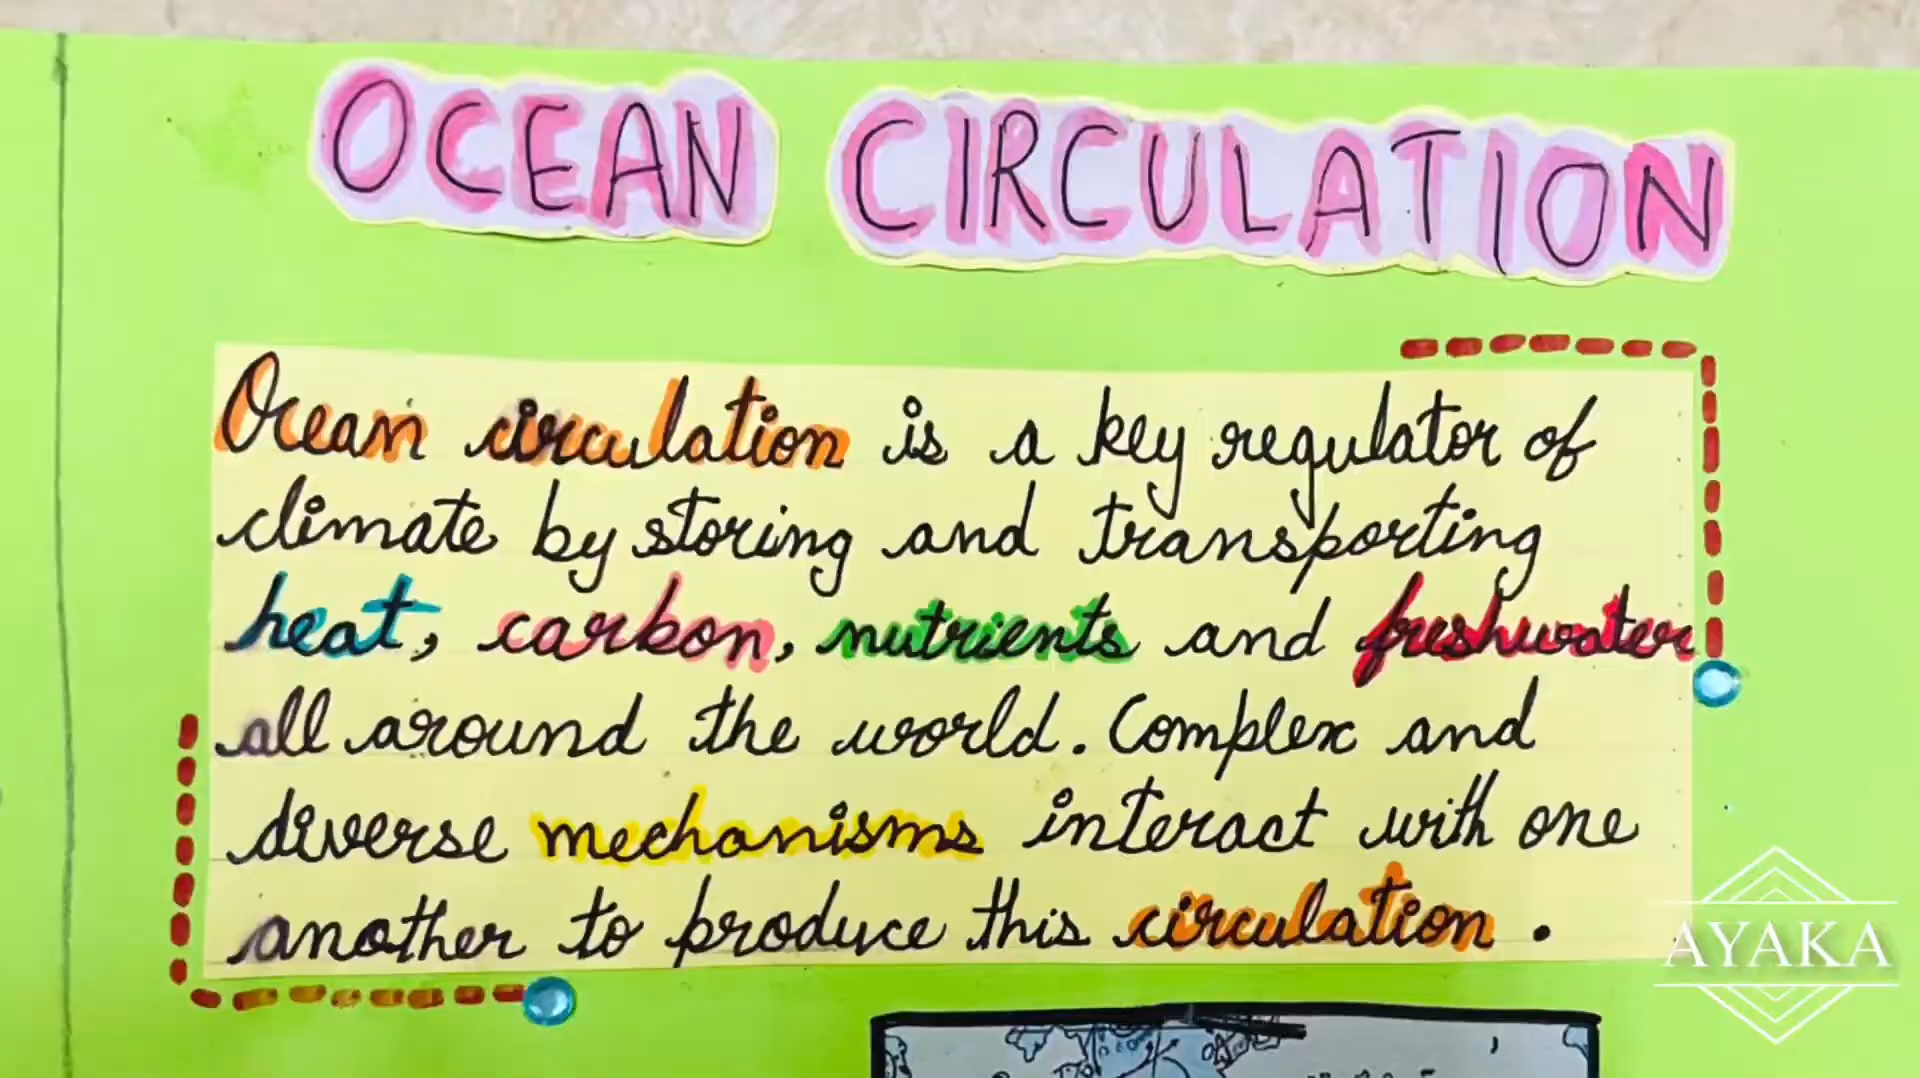 OCEAN CIRCULATION
Ocean circulation is a key regulator of
climate by storing and transporting
heat, carbon, nutrients and freshwater
all around the world. Complex and
diverse mechanisms interact with one
another to produce this circulation.
AYAKA